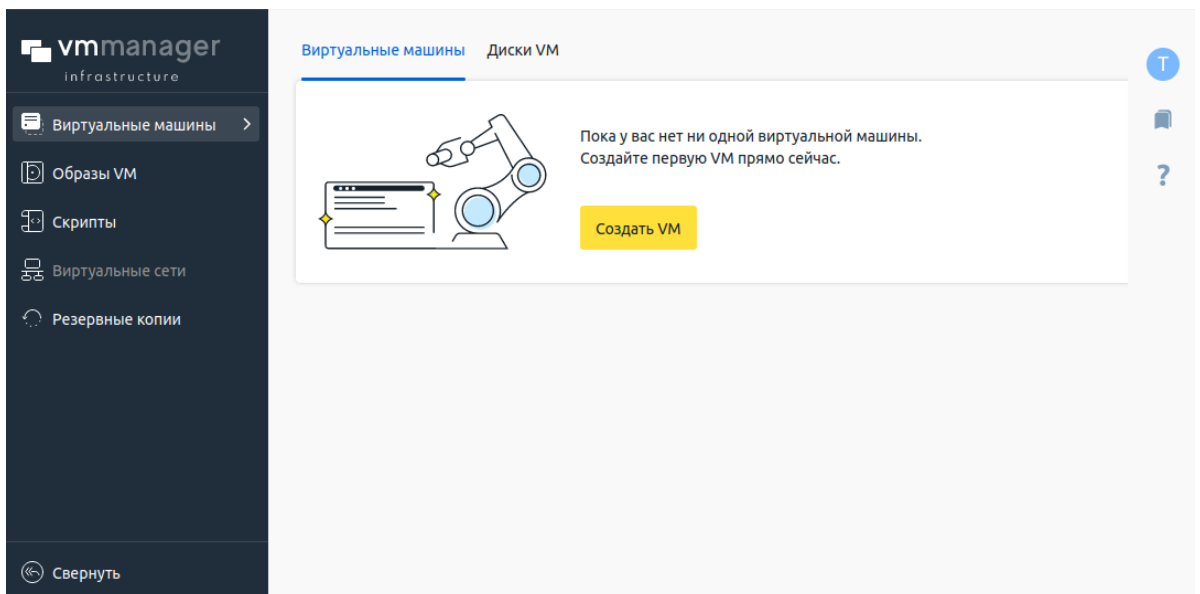 vmmanager
infrastructure
Виртуальные машины
Образы VM
Скрипты
Виртуальные сети
Резервные копии
Свернуть
Виртуальные машины Диски VM
Пока у вас нет ни одной виртуальной машины.
Создайте первую VM прямо сейчас.
Создать VM
T
?